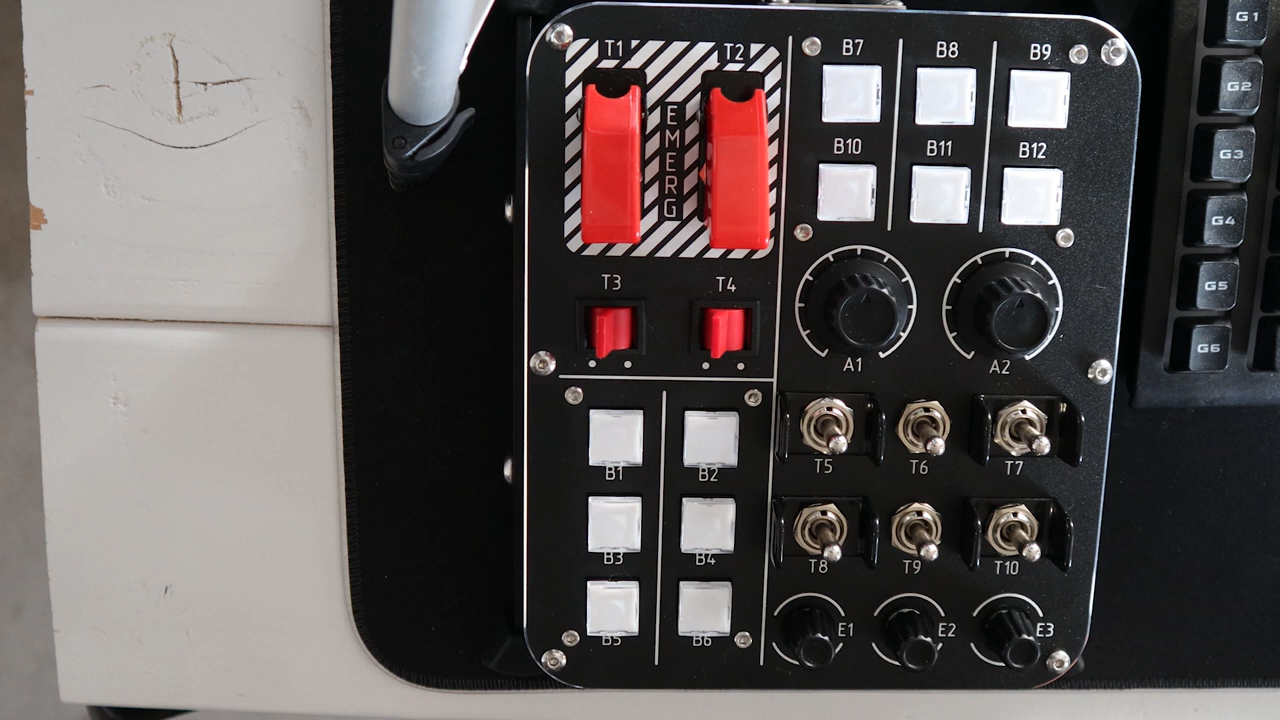 T1 T2
EMERG
T3 T4
B1 B2
B3 B4
B5 B6
B7 B8 B9
B10 B11 B12
A1 A2
T5 T6 T7
T8 T9 T10
E1 E2 E3
G1
G2
G3
G4
G5
G6